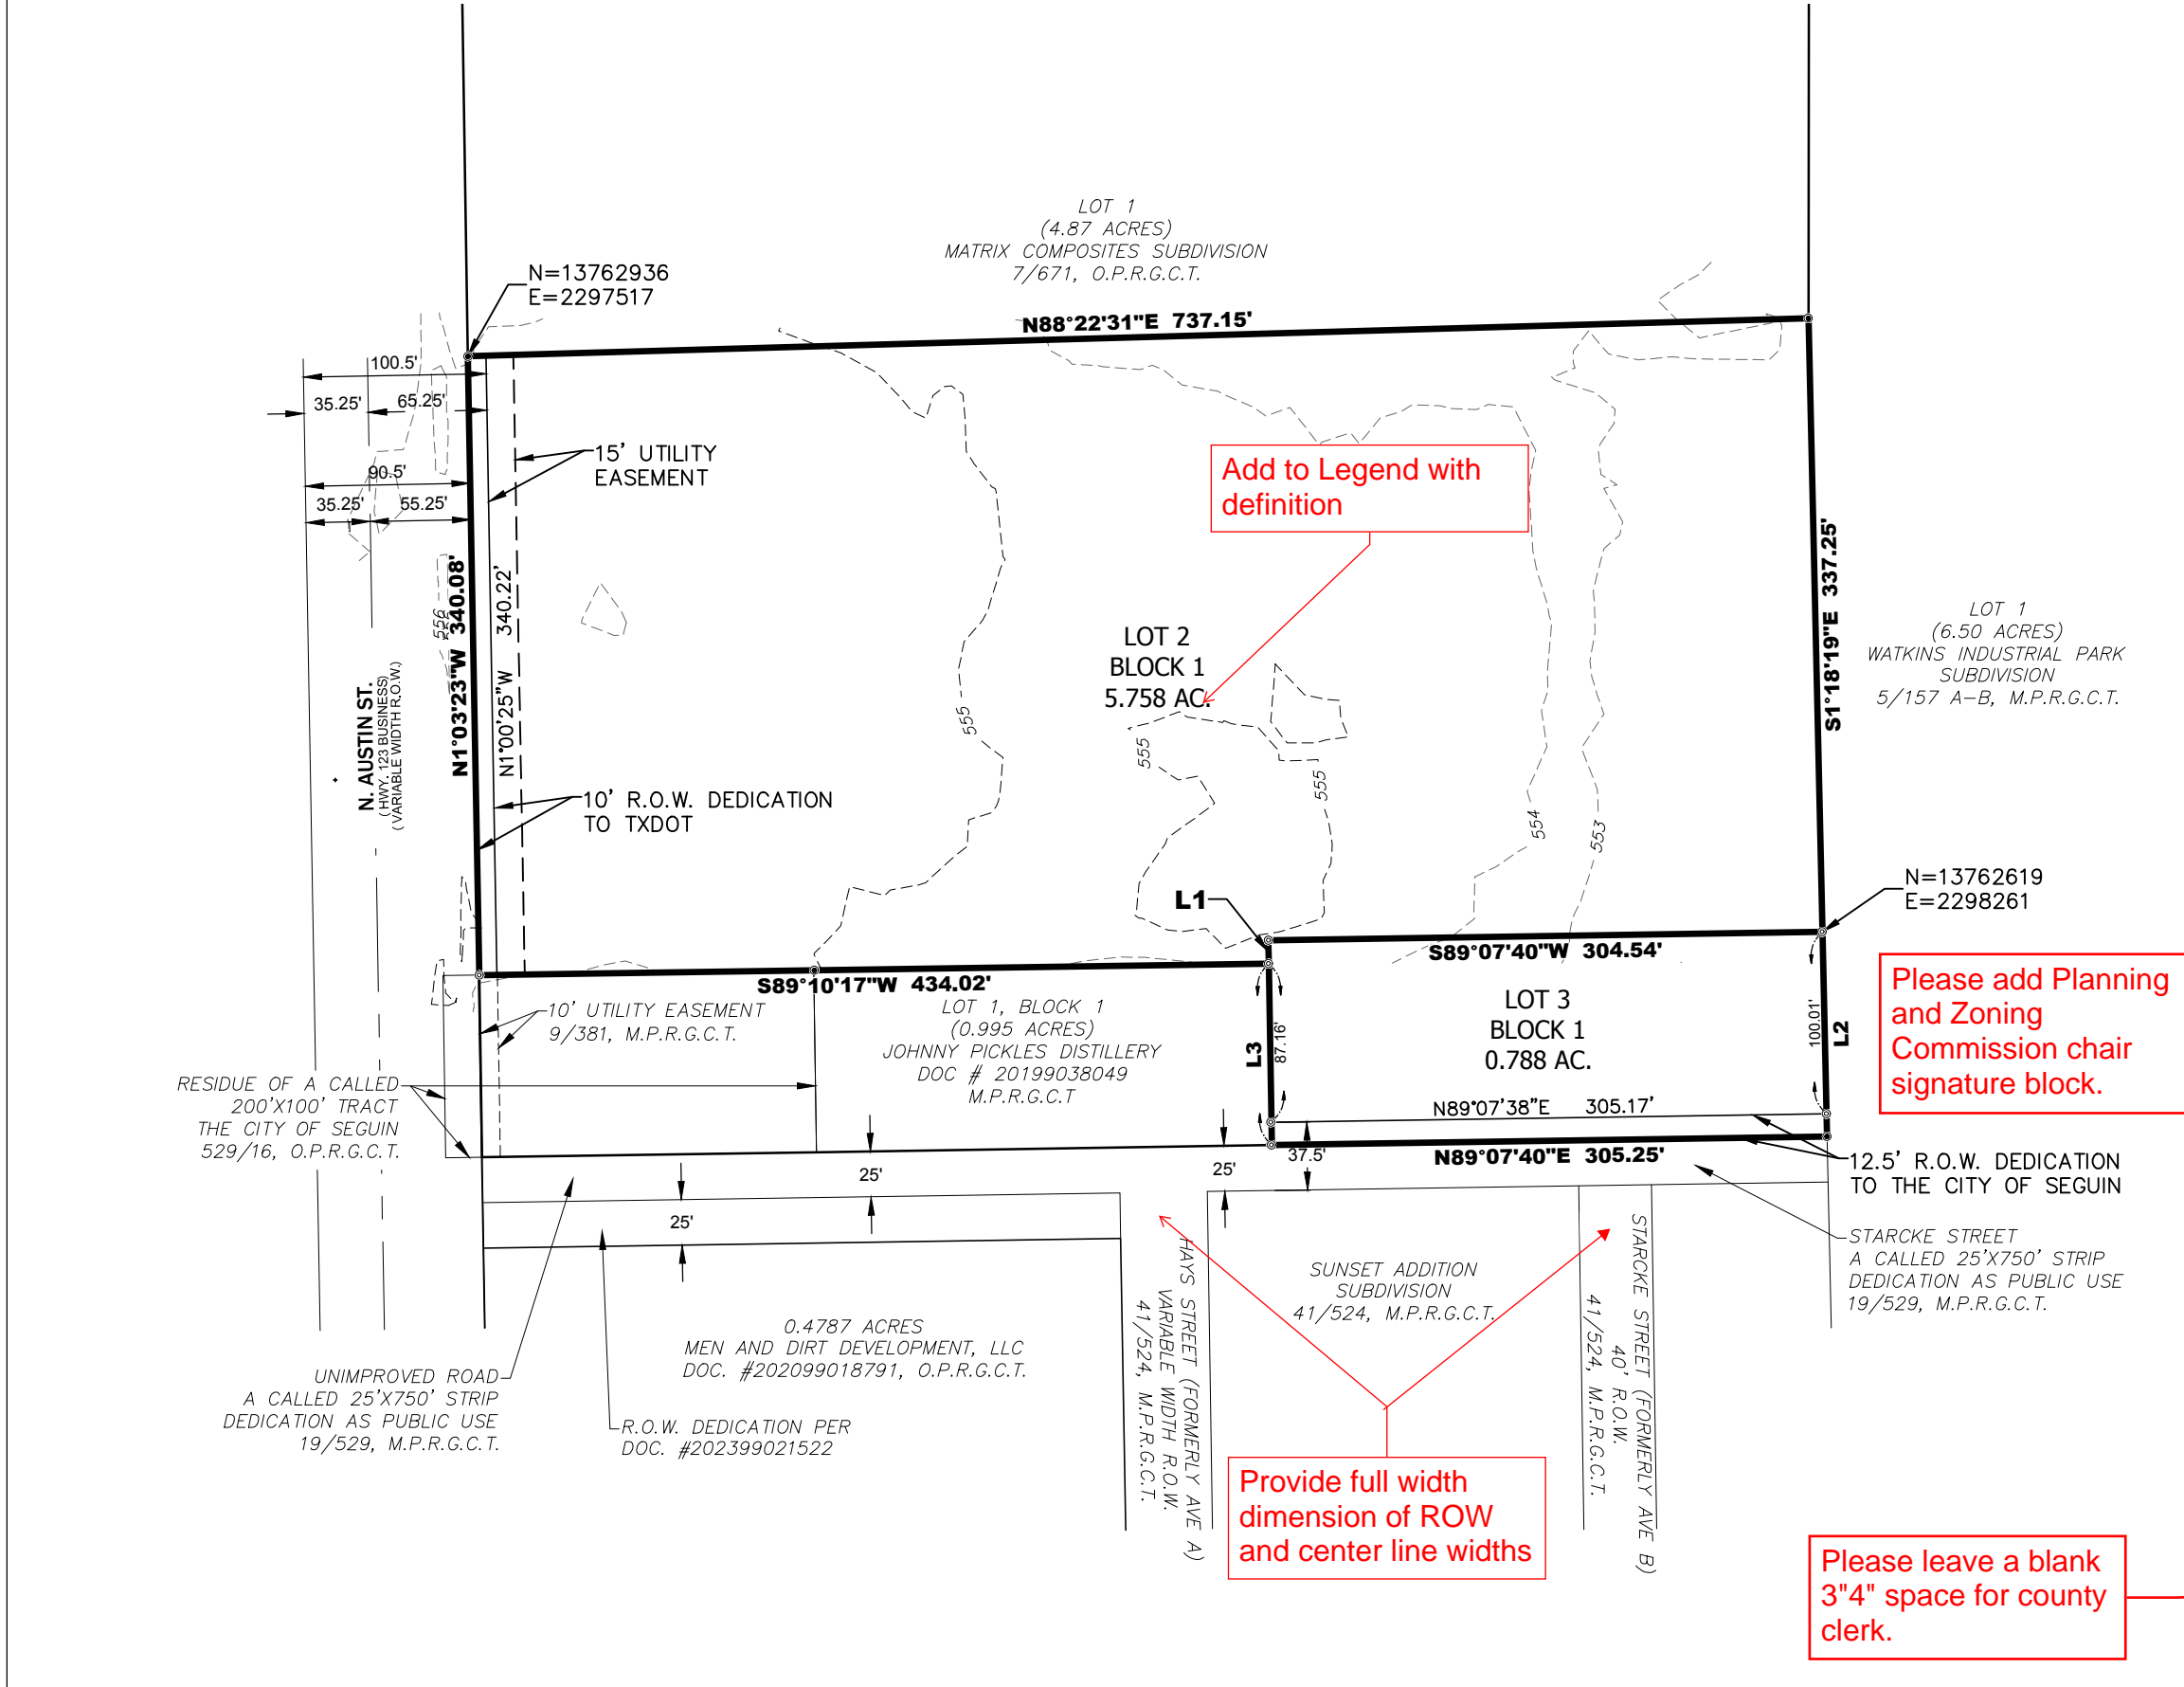 LOT 1
(4.87 ACRES)
MATRIX COMPOSITES SUBDIVISION
7/671, O.P.R.G.C.T.
N=13762936
E=2297517
N88°22'31"E 737.15'
100.5'
35.25'
65.25'
90.5'
35.25'
55.25'
15' UTILITY
EASEMENT
Add to Legend with
definition
556
N1°03'23"W 340.08'
N1°00'25"W 340.22'
N. AUSTIN ST.
(HWY. 123 BUSINESS)
(VARIABLE WIDTH R.O.W.)
10' R.O.W. DEDICATION
TO TXDOT
LOT 2
BLOCK 1
5.758 AC.
555
555
555
554
553
S1°18'19"E 337.25'
LOT 1
(6.50 ACRES)
WATKINS INDUSTRIAL PARK
SUBDIVISION
5/157 A-B, M.P.R.G.C.T.
N=13762619
E=2298261
L1
S89°07'40"W 304.54'
S89°10'17"W 434.02'
10' UTILITY EASEMENT
9/381, M.P.R.G.C.T.
LOT 1, BLOCK 1
(0.995 ACRES)
JOHNNY PICKLES DISTILLERY
DOC # 20199038049
M.P.R.G.C.T
L3
87.16'
LOT 3
BLOCK 1
0.788 AC.
100.01'
L2
Please add Planning
and Zoning
Commission chair
signature block.
RESIDUE OF A CALLED
200'X100' TRACT
THE CITY OF SEGUIN
529/16, O.P.R.G.C.T.
N89°07'38"E 305.17'
N89°07'40"E 305.25'
37.5'
25'
25'
25'
12.5' R.O.W. DEDICATION
TO THE CITY OF SEGUIN
STARCKE STREET
A CALLED 25'X750' STRIP
DEDICATION AS PUBLIC USE
19/529, M.P.R.G.C.T.
HAYS STREET (FORMERLY AVE A)
VARIABLE WIDTH R.O.W.
41/524, M.P.R.G.C.T.
SUNSET ADDITION
SUBDIVISION
41/524, M.P.R.G.C.T.
STARCKE STREET (FORMERLY AVE B)
40' R.O.W.
41/524, M.P.R.G.C.T.
0.4787 ACRES
MEN AND DIRT DEVELOPMENT, LLC
DOC. #202099018791, O.P.R.G.C.T.
UNIMPROVED ROAD
A CALLED 25'X750' STRIP
DEDICATION AS PUBLIC USE
19/529, M.P.R.G.C.T.
R.O.W. DEDICATION PER
DOC. #202399021522
Provide full width
dimension of ROW
and center line widths
Please leave a blank
3"4" space for county
clerk.